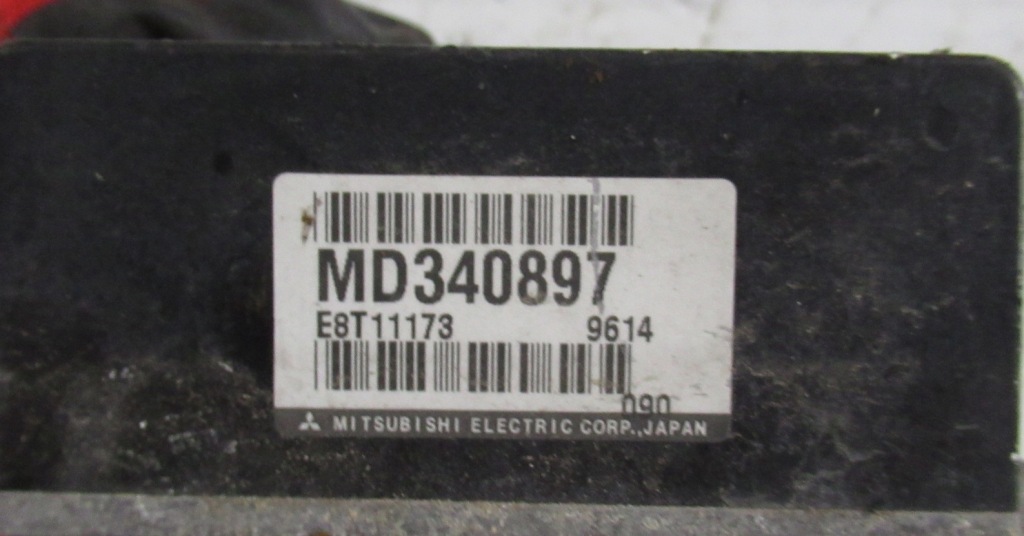 MD340897
E8T11173 9614
090
MITSUBISHI ELECTRIC CORP.,JAPAN